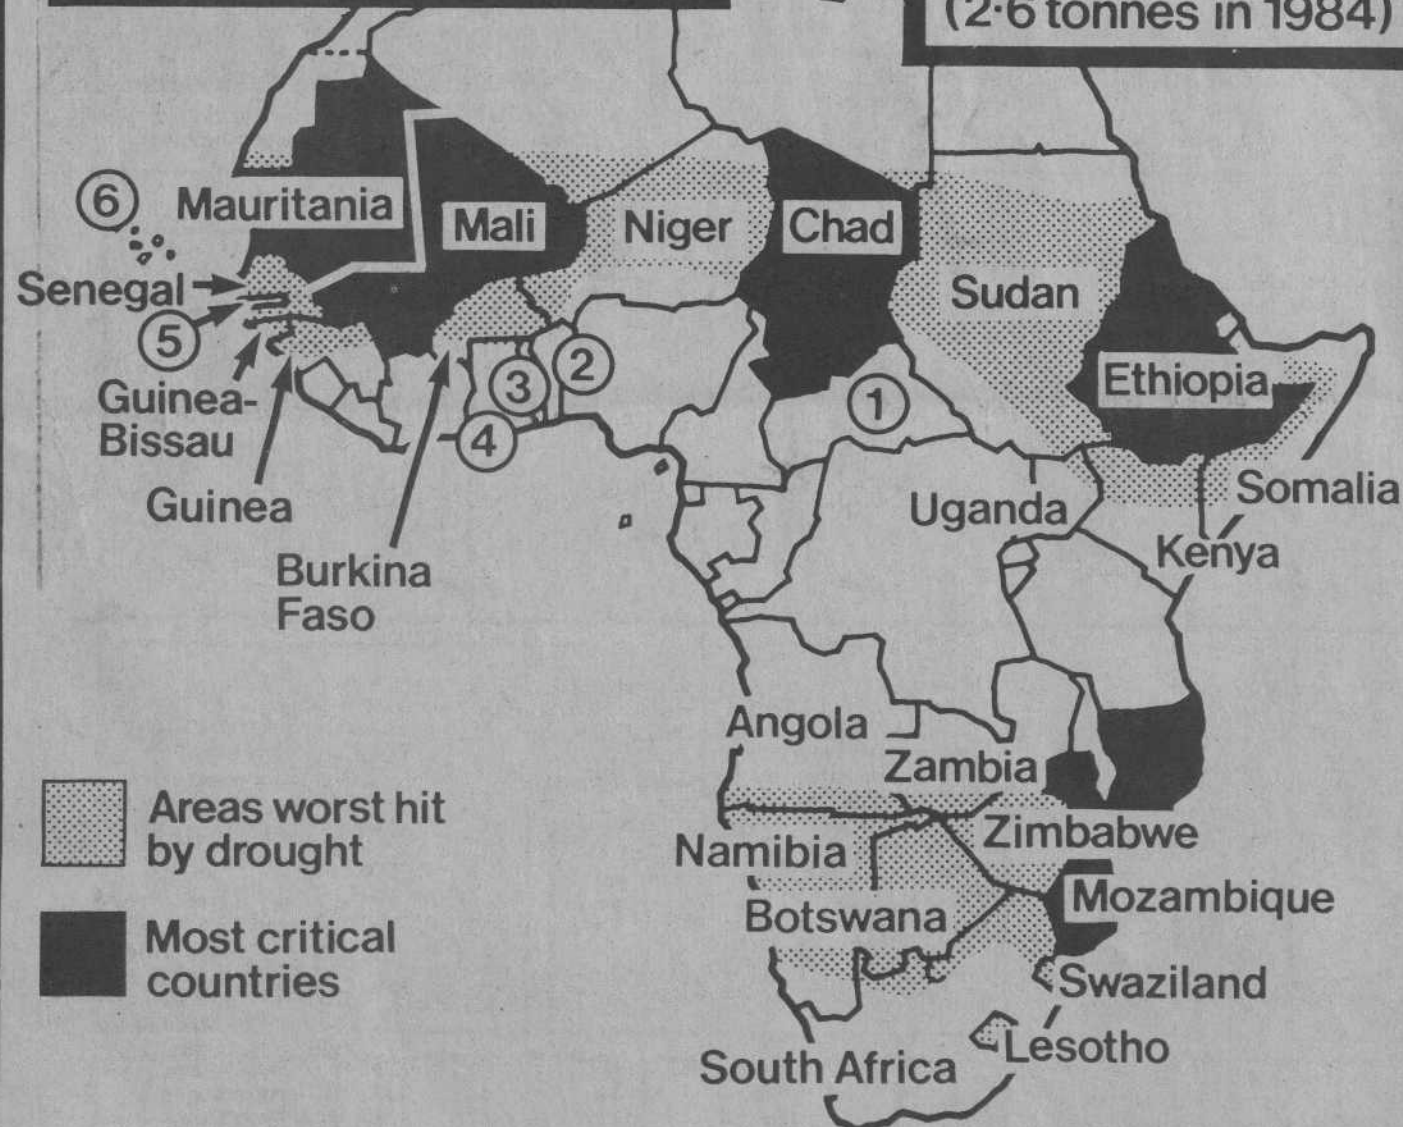 (2·6 tonnes in 1984)
6
Mauritania
Mali
Niger
Chad
Senegal
Sudan
5
2
3
1
Ethiopia
Guinea-
Bissau
4
Guinea
Uganda
Somalia
Kenya
Burkina
Faso
Angola
Zambia
Areas worst hit
by drought
Zimbabwe
Namibia
Mozambique
Botswana
Most critical
countries
Swaziland
Lesotho
South Africa